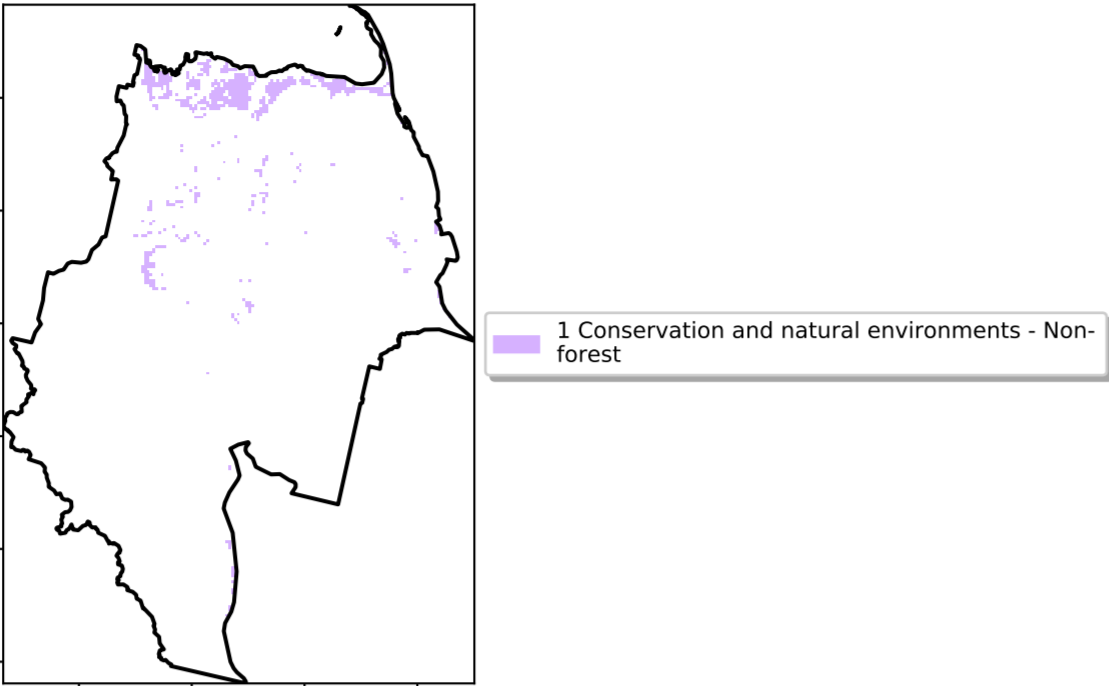 1 Conservation and natural environments - Non-
forest